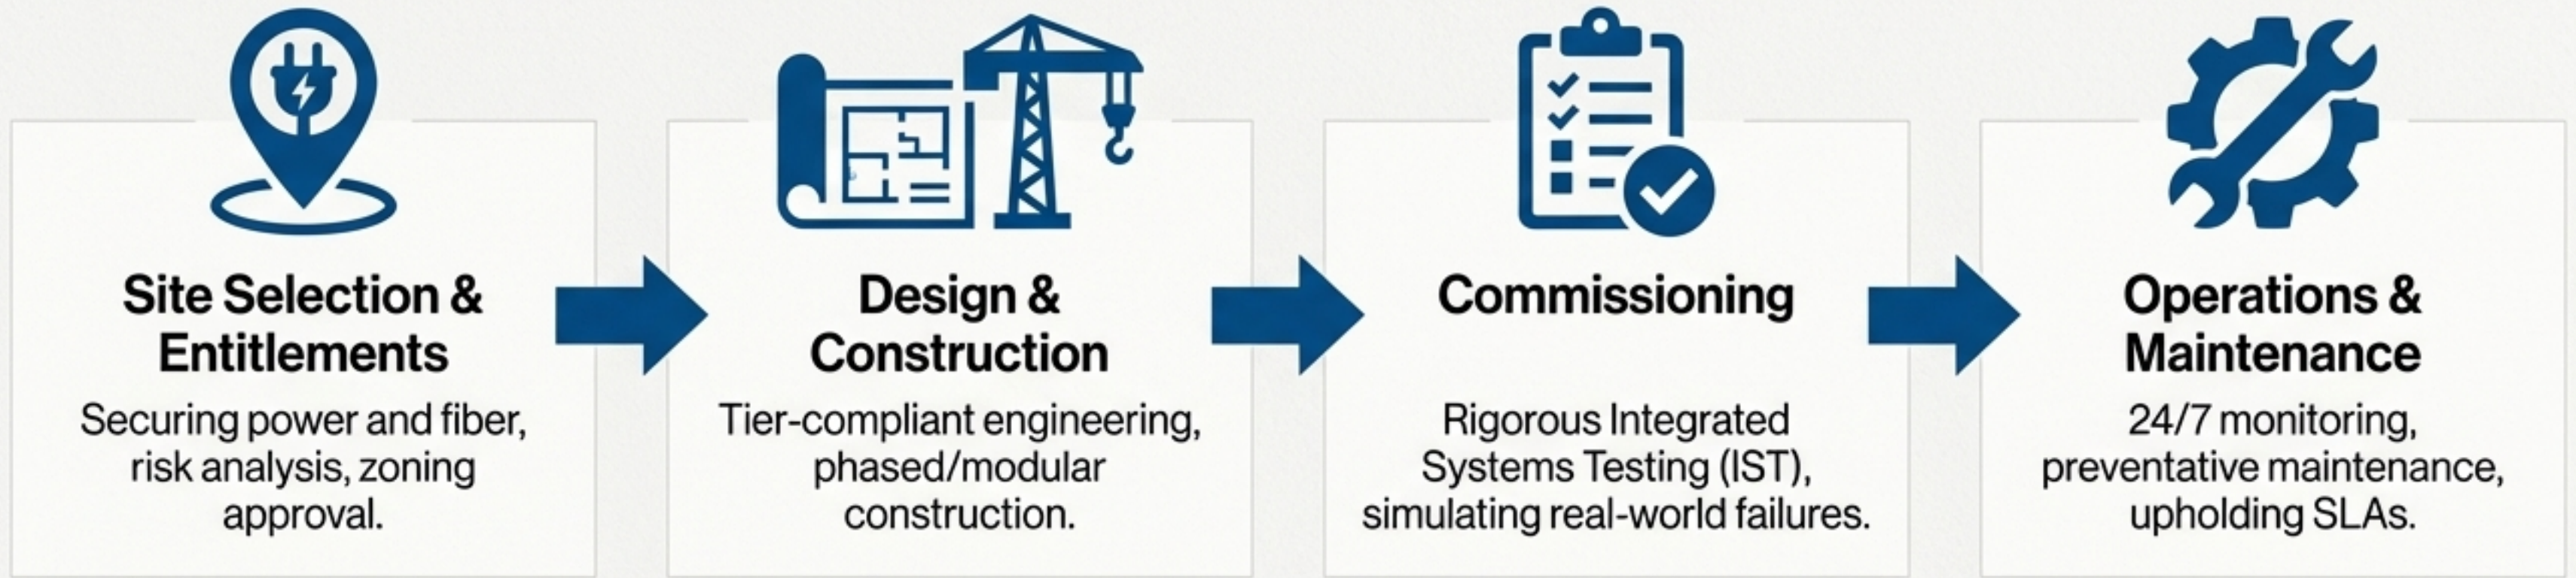 Site Selection &
Entitlements
Securing power and fiber,
risk analysis, zoning
approval.
Design &
Construction
Tier-compliant engineering,
phased/modular
construction.
Commissioning
Rigorous Integrated
Systems Testing (IST),
simulating real-world failures.
Operations &
Maintenance
24/7 monitoring,
preventative maintenance,
upholding SLAs.